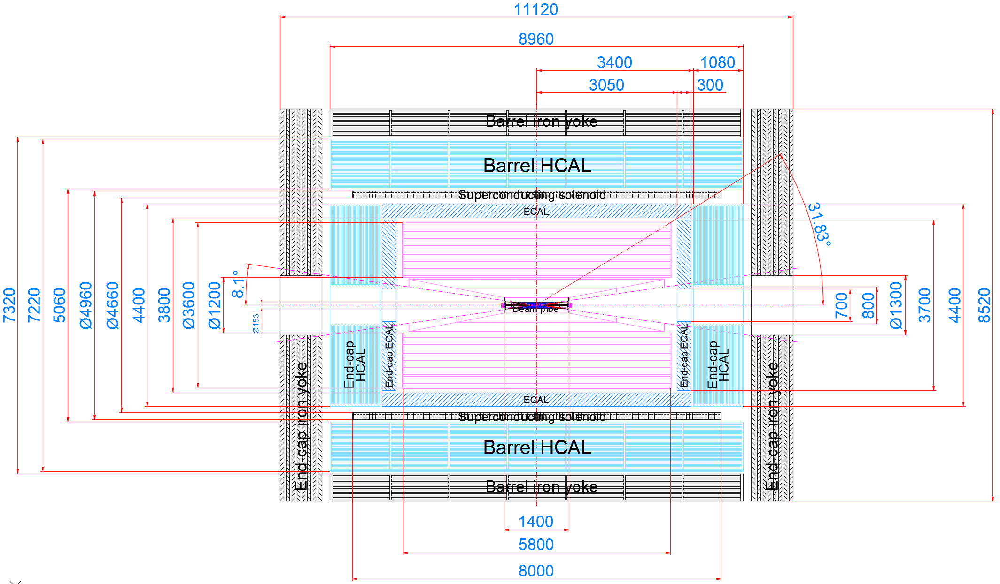 11120
8960
3400
1080
3050
300
Barrel iron yoke
Barrel HCAL
Superconducting solenoid
ECAL
31.83°
8.1°
7320
7220
5060
Ø4960
Ø4660
4400
3800
Ø3600
Ø1200
Ø153
Beam pipe
700
800
Ø1300
3700
4400
8520
End-cap iron yoke
End-cap
HCAL
End-cap ECAL
End-cap ECAL
End-cap
HCAL
End-cap iron yoke
ECAL
Superconducting solenoid
Barrel HCAL
Barrel iron yoke
1400
5800
8000